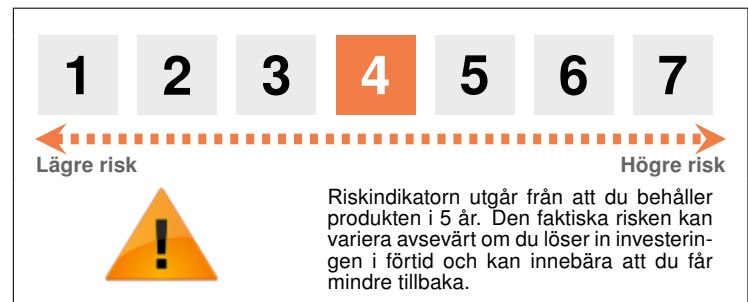 1 2 3 4 5 6 7
Lägre risk Högre risk
!
Riskindikatorn utgår från att du behåller
produkten i 5 år. Den faktiska risken kan
variera avsevärt om du löser in investerin-
gen i förtid och kan innebära att du får
mindre tillbaka.